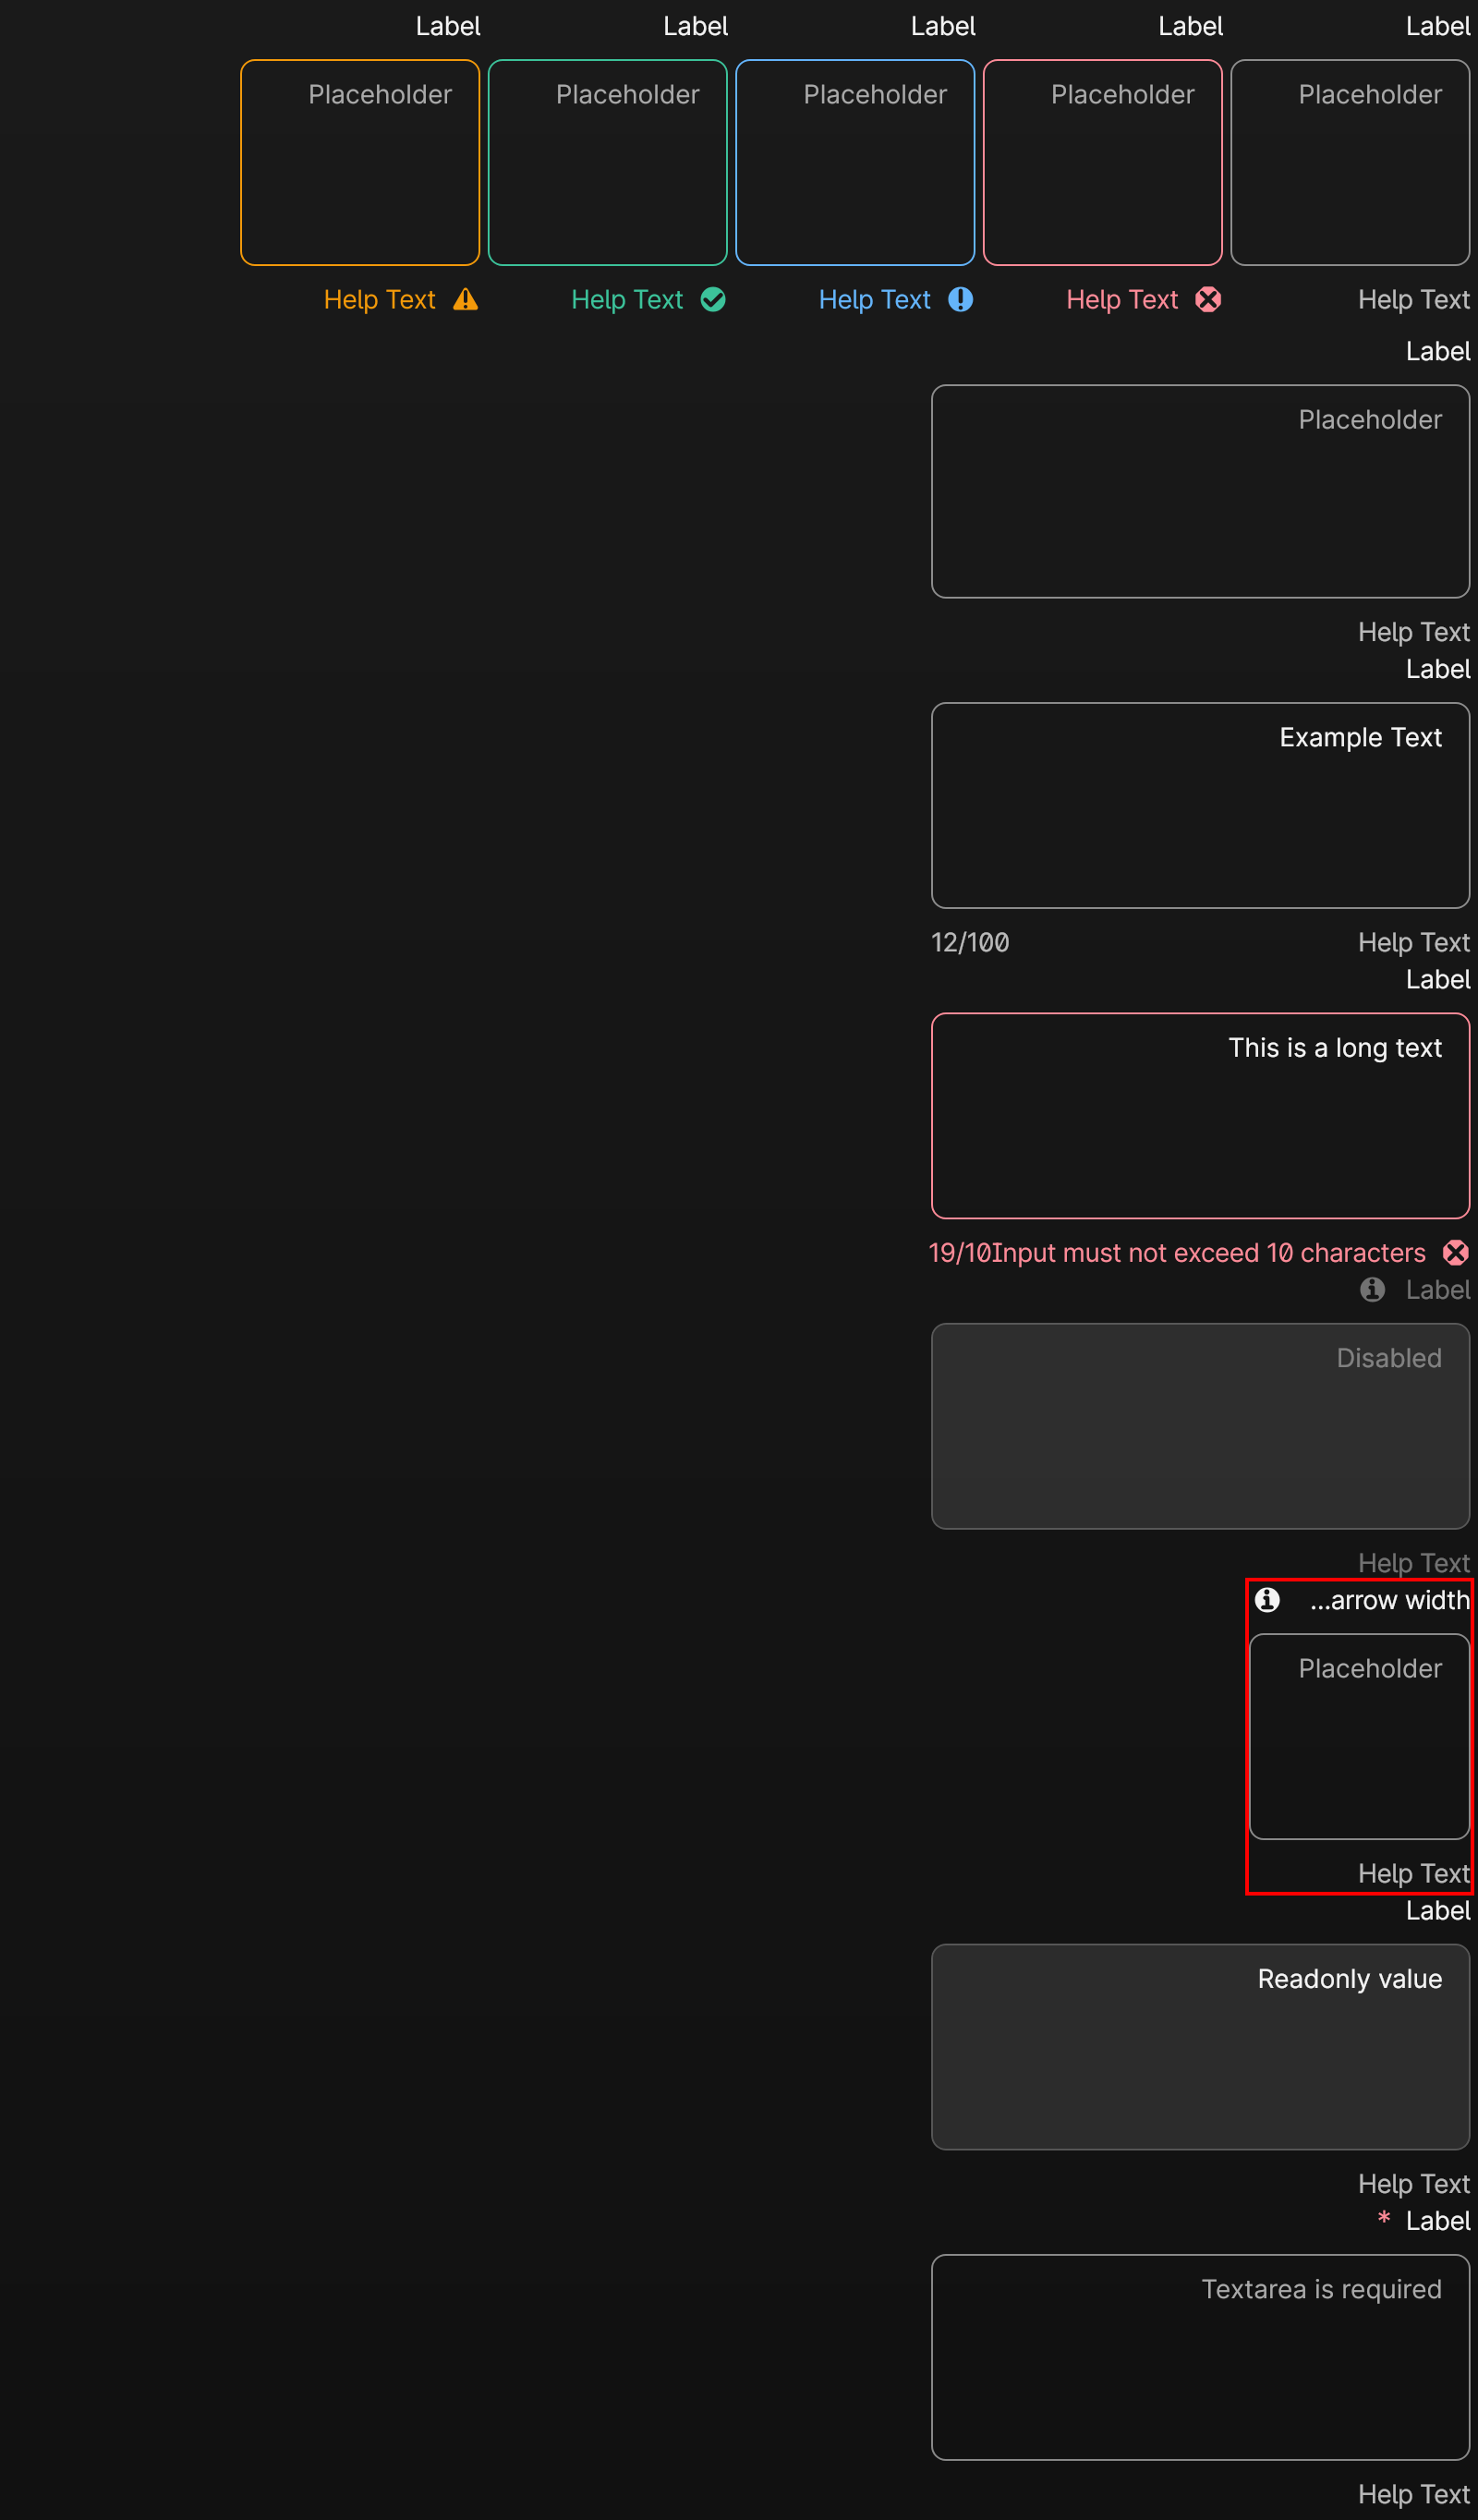 Label Label Label Label Label
Placeholder Placeholder Placeholder Placeholder Placeholder
Help Text Help Text Help Text Help Text Help Text
Label
Placeholder
Help Text
Label
Example Text
12/100 Help Text
Label
This is a long text
19/10Input must not exceed 10 characters
Label
Disabled
Help Text
...arrow width
Placeholder
Help Text
Label
Readonly value
Help Text
* Label
Textarea is required
Help Text